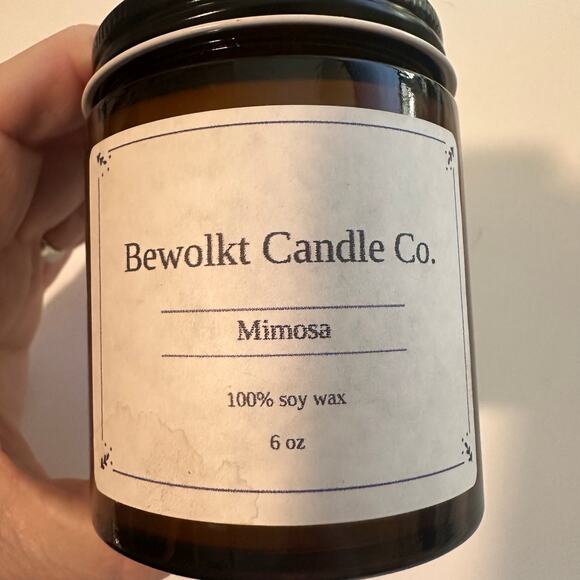 Bewolkt Candle Co.
Mimosa
100% soy wax
6 oz